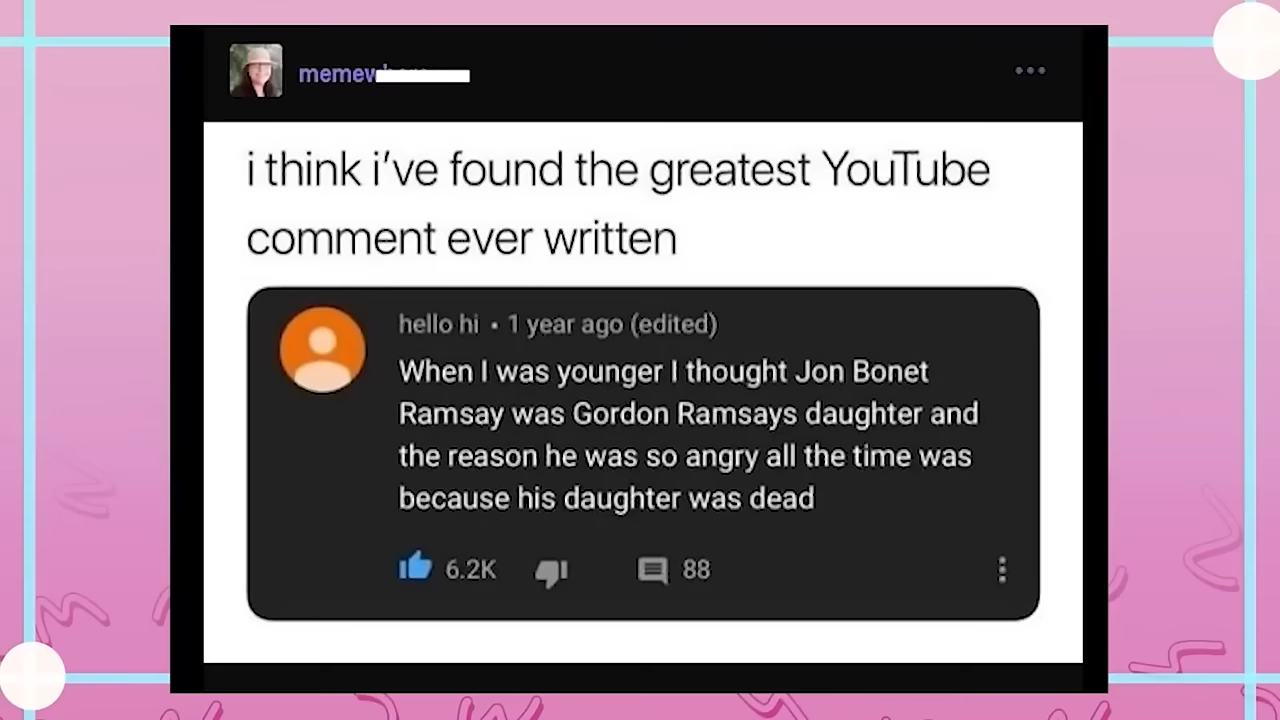 i think i've found the greatest YouTube
comment ever written
hello hi • 1 year ago (edited)
When I was younger I thought Jon Bonet
Ramsay was Gordon Ramsays daughter and
the reason he was so angry all the time was
because his daughter was dead
6.2K 88